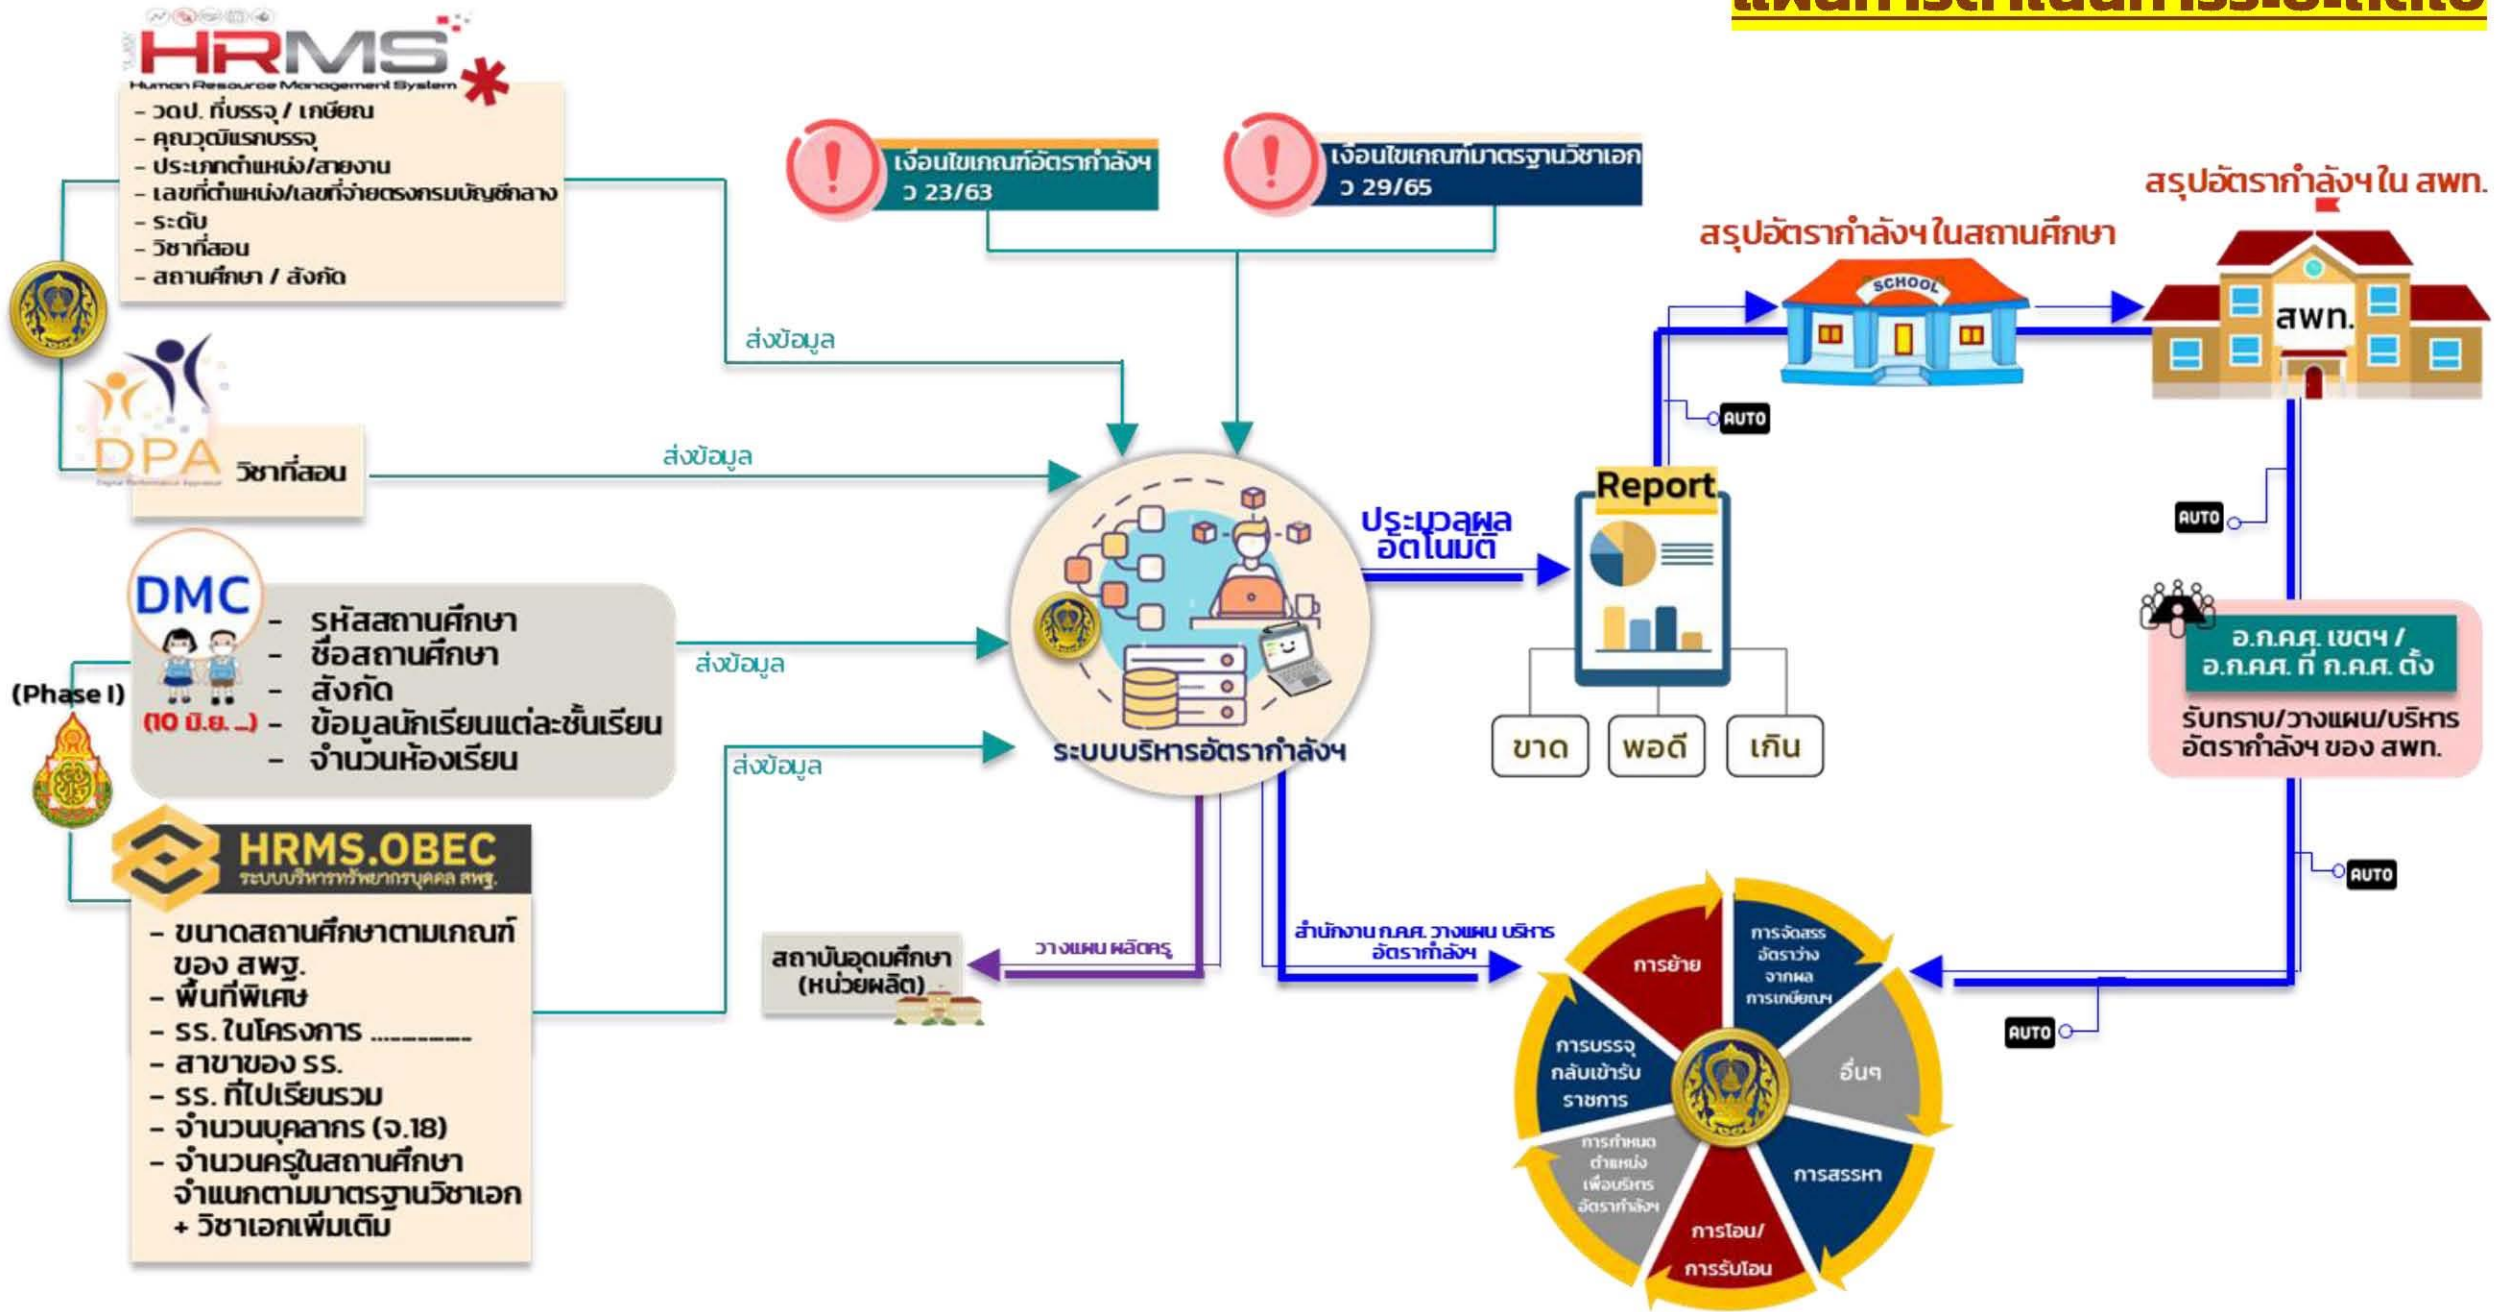 HRMS
Human Resource Management System
- วดป. ที่บรรจุ / เกษียณ
- คุณวุฒิแรกบรรจุ
- ประเภทตำแหน่ง/สายงาน
- เลขที่ตำแหน่ง/เลขที่จ่ายตรงกรมบัญชีกลาง
- ระดับ
- วิชาที่สอน
- สถานศึกษา / สังกัด
DPA
Digital Performance Appraisal
วิชาที่สอน
DMC
(Phase I)
(10 มิ.ย. ...)
- รหัสสถานศึกษา
- ชื่อสถานศึกษา
- สังกัด
- ข้อมูลนักเรียนแต่ละชั้นเรียน
- จำนวนห้องเรียน
HRMS.OBEC
ระบบบริหารทรัพยากรบุคคล สพฐ.
- ขนาดสถานศึกษาตามเกณฑ์
ของ สพฐ.
- พื้นที่พิเศษ
- รร. ในโครงการ ..................
- สาขาของ รร.
- รร. ที่ไปเรียนรวม
- จำนวนบุคลากร (จ.18)
- จำนวนครูในสถานศึกษา
จำแนกตามมาตรฐานวิชาเอก
+ วิชาเอกเพิ่มเติม
ส่งข้อมูล
ส่งข้อมูล
ส่งข้อมูล
ส่งข้อมูล
เงื่อนไขเกณฑ์อัตรากำลังฯ
ว 23/63
เงื่อนไขเกณฑ์มาตรฐานวิชาเอก
ว 29/65
ระบบบริหารอัตรากำลังฯ
ประมวลผล
อัตโนมัติ
Report
ขาด
พอดี
เกิน
สรุปอัตรากำลังฯ ในสถานศึกษา
SCHOOL
สรุปอัตรากำลังฯ ใน สพท.
สพท.
AUTO
AUTO
อ.ก.ค.ศ. เขตฯ /
อ.ก.ค.ศ. ที่ ก.ค.ศ. ตั้ง
รับทราบ/วางแผน/บริหาร
อัตรากำลังฯ ของ สพท.
AUTO
AUTO
สถาบันอุดมศึกษา
(หน่วยผลิต)
วางแผน ผลิตครู
สำนักงาน ก.ค.ศ. วางแผน บริหาร
อัตรากำลังฯ
การย้าย
การจัดสรร
อัตราว่าง
จากผล
การเกษียณฯ
อื่นๆ
การสรรหา
การโอน/
การรับโอน
การกำหนด
ตำแหน่ง
เพื่อบริหาร
อัตรากำลังฯ
การบรรจุ
กลับเข้ารับ
ราชการ